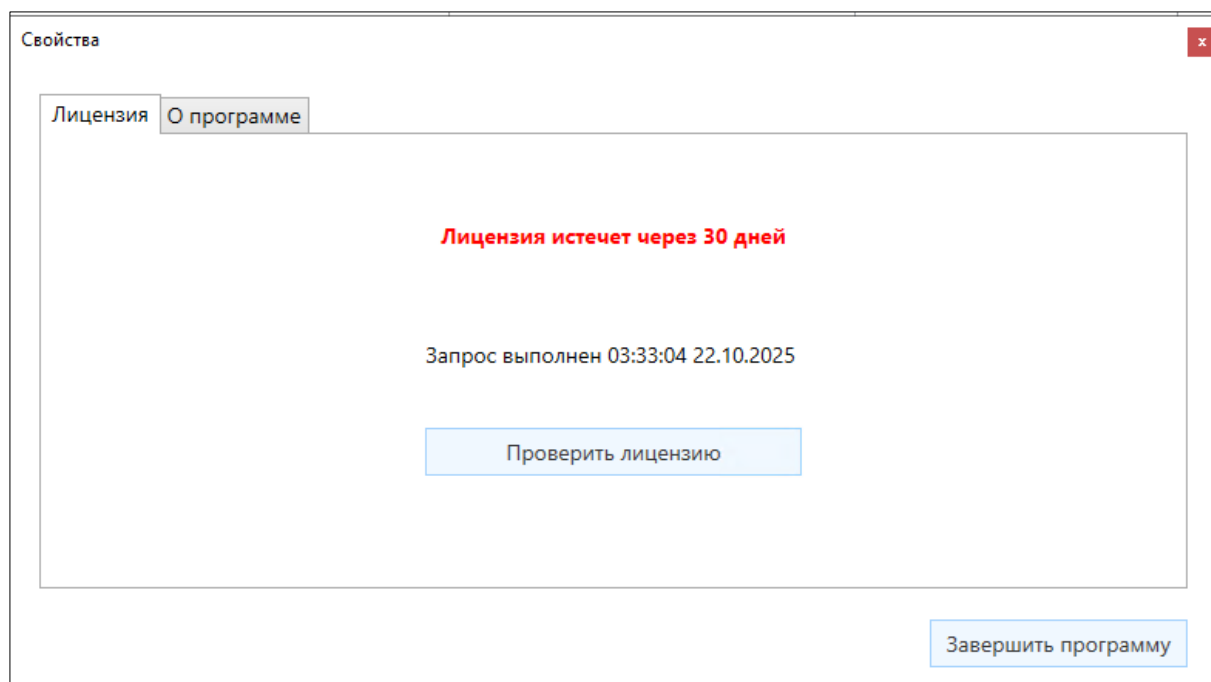 Свойства
x
Лицензия
О программе
Лицензия истечет через 30 дней
Запрос выполнен 03:33:04 22.10.2025
Проверить лицензию
Завершить программу